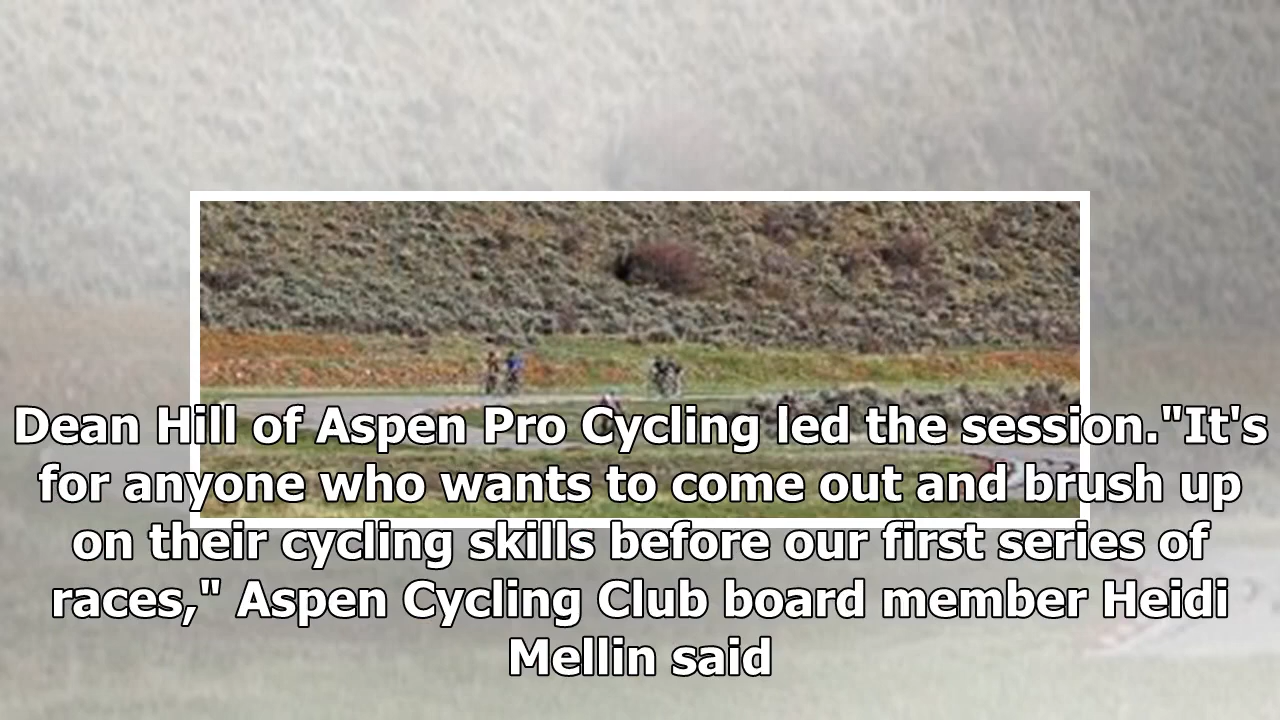 Dean Hill of Aspen Pro Cycling led the session."It's
for anyone who wants to come out and brush up
on their cycling skills before our first series of
races," Aspen Cycling Club board member Heidi
Mellin said